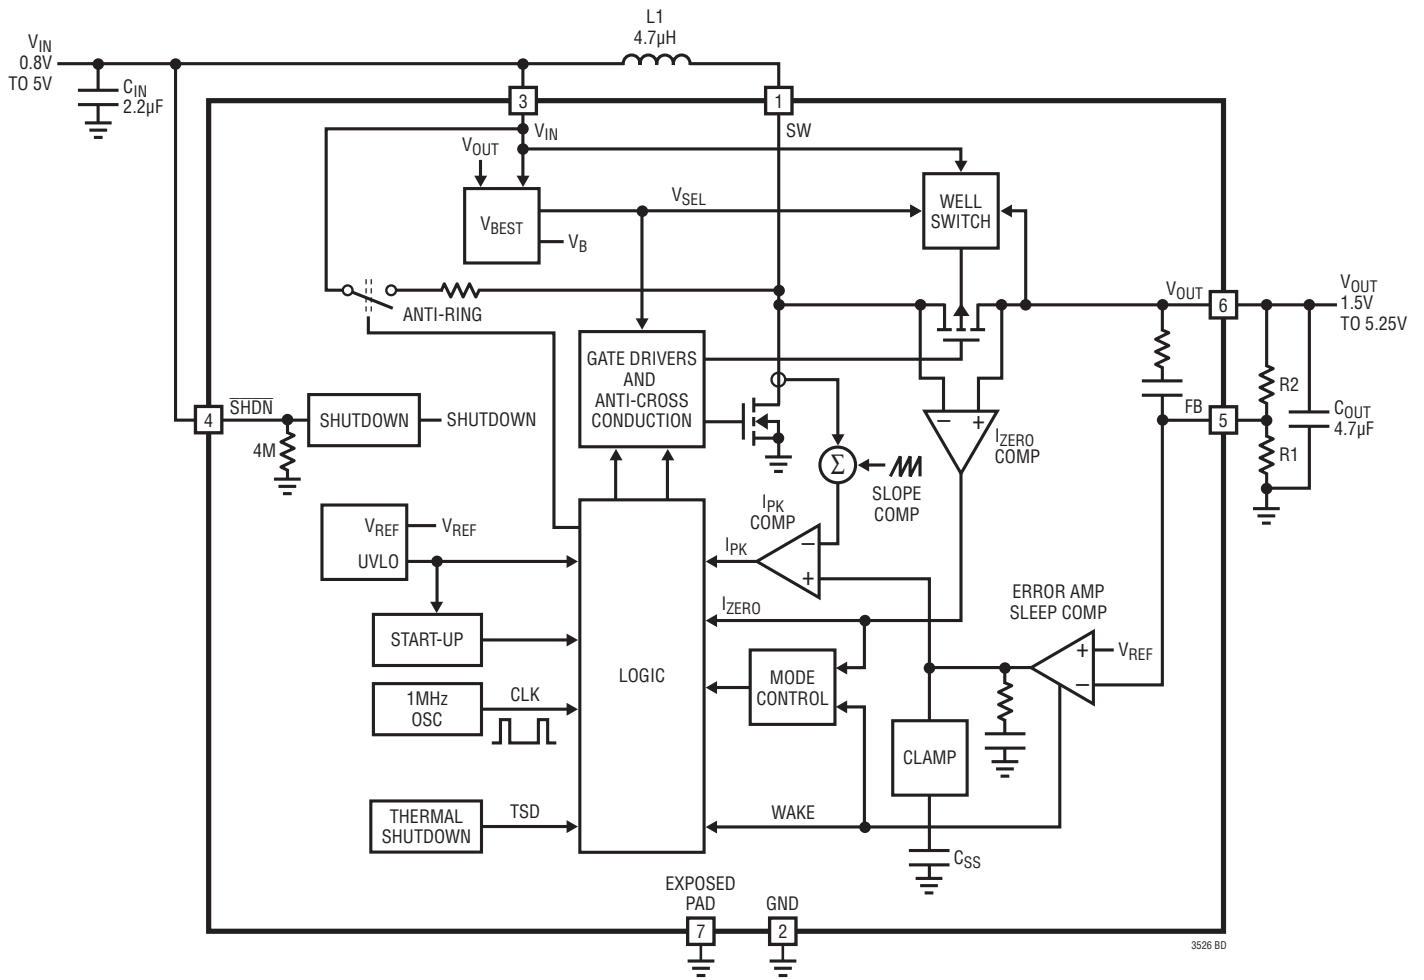 L1
4.7µH
VIN
0.8V
TO 5V
CIN
2.2µF
3
1
VIN
SW
VOUT
VBEST
VSEL
VB
WELL
SWITCH
ANTI-RING
VOUT
6
VOUT
1.5V
TO 5.25V
GATE DRIVERS
AND
ANTI-CROSS
CONDUCTION
4
SHDN
SHUTDOWN
SHUTDOWN
4M
FB
5
R2
R1
COUT
4.7µF
– +
IZERO
COMP
Σ
SLOPE
COMP
IPK
COMP
–
+
IPK
VREF
VREF
UVLO
IZERO
ERROR AMP
SLEEP COMP
+
–
VREF
START-UP
LOGIC
MODE
CONTROL
1MHz
OSC
CLK
CLAMP
THERMAL
SHUTDOWN
TSD
WAKE
CSS
EXPOSED
PAD
GND
7
2
3526 BD